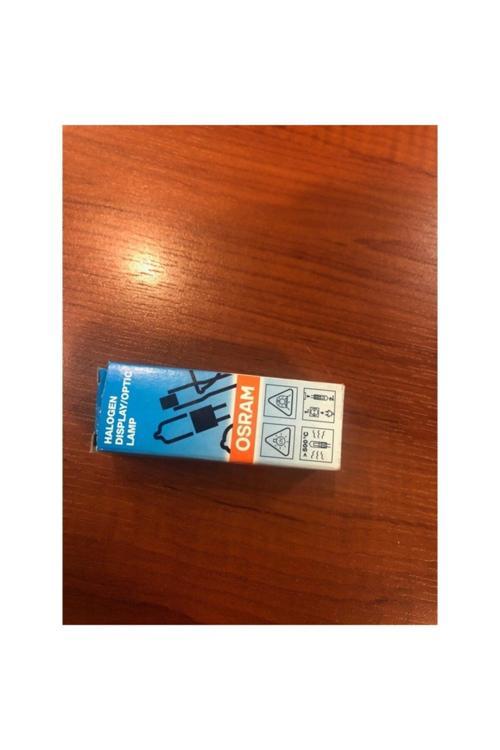 HALOGEN
DISPLAY/OPTIC
LAMP
OSRAM
> 500 °C